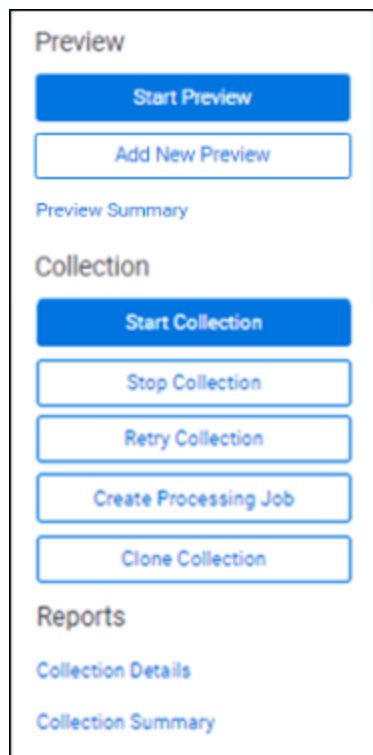 Preview
Start Preview
Add New Preview
Preview Summary
Collection
Start Collection
Stop Collection
Retry Collection
Create Processing Job
Clone Collection
Reports
Collection Details
Collection Summary